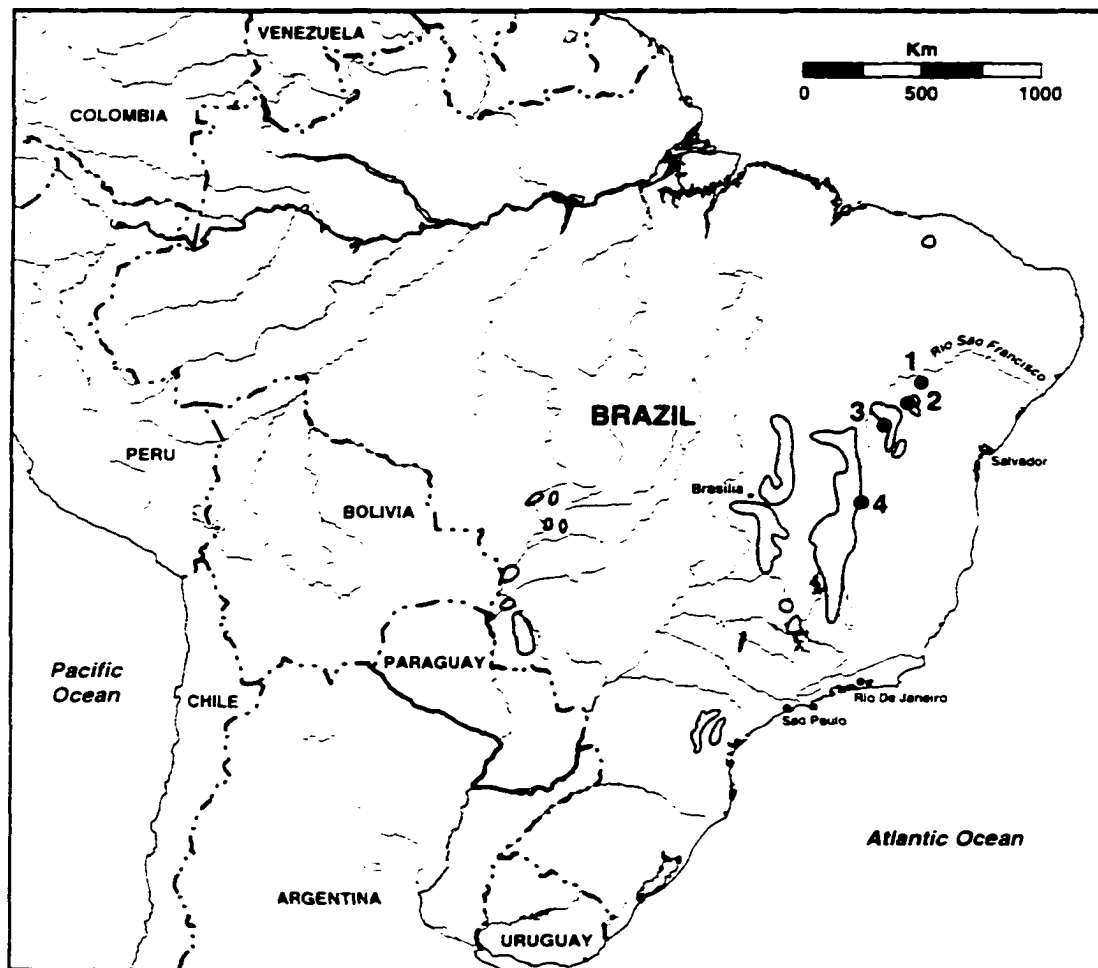 VENEZUELA
Km
0 500 1000
COLOMBIA
Rio Sao Francisco
1
2
BRAZIL
3
PERU
Salvador
Brasilia
4
BOLIVIA
Pacific
Ocean
PARAGUAY
CHILE
Rio De Janeiro
Sao Paulo
Atlantic Ocean
ARGENTINA
URUGUAY